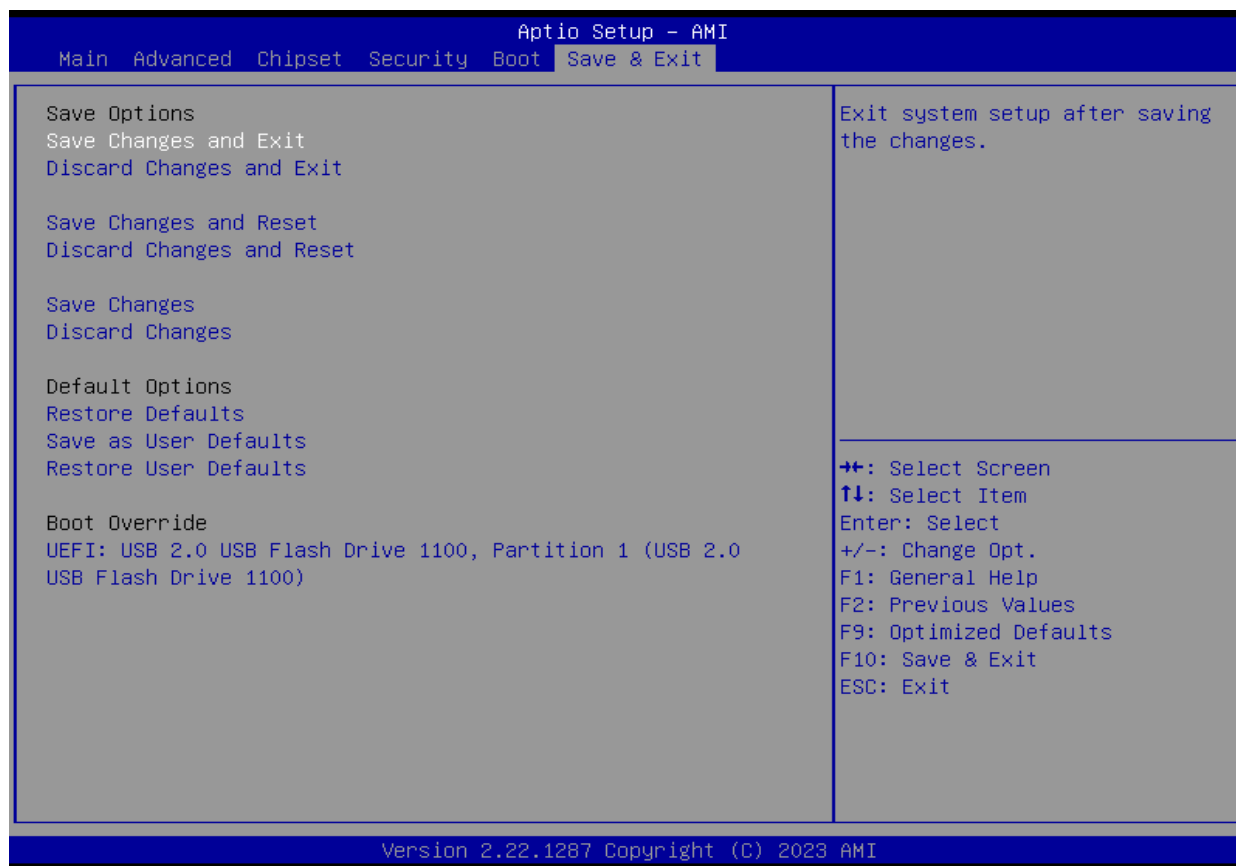 Aptio Setup – AMI
Main Advanced Chipset Security Boot Save & Exit
Save Options
Save Changes and Exit
Discard Changes and Exit
Save Changes and Reset
Discard Changes and Reset
Save Changes
Discard Changes
Default Options
Restore Defaults
Save as User Defaults
Restore User Defaults
Boot Override
UEFI: USB 2.0 USB Flash Drive 1100, Partition 1 (USB 2.0
USB Flash Drive 1100)
Exit system setup after saving
the changes.
→←: Select Screen
↑↓: Select Item
Enter: Select
+/-: Change Opt.
F1: General Help
F2: Previous Values
F9: Optimized Defaults
F10: Save & Exit
ESC: Exit
Version 2.22.1287 Copyright (C) 2023 AMI